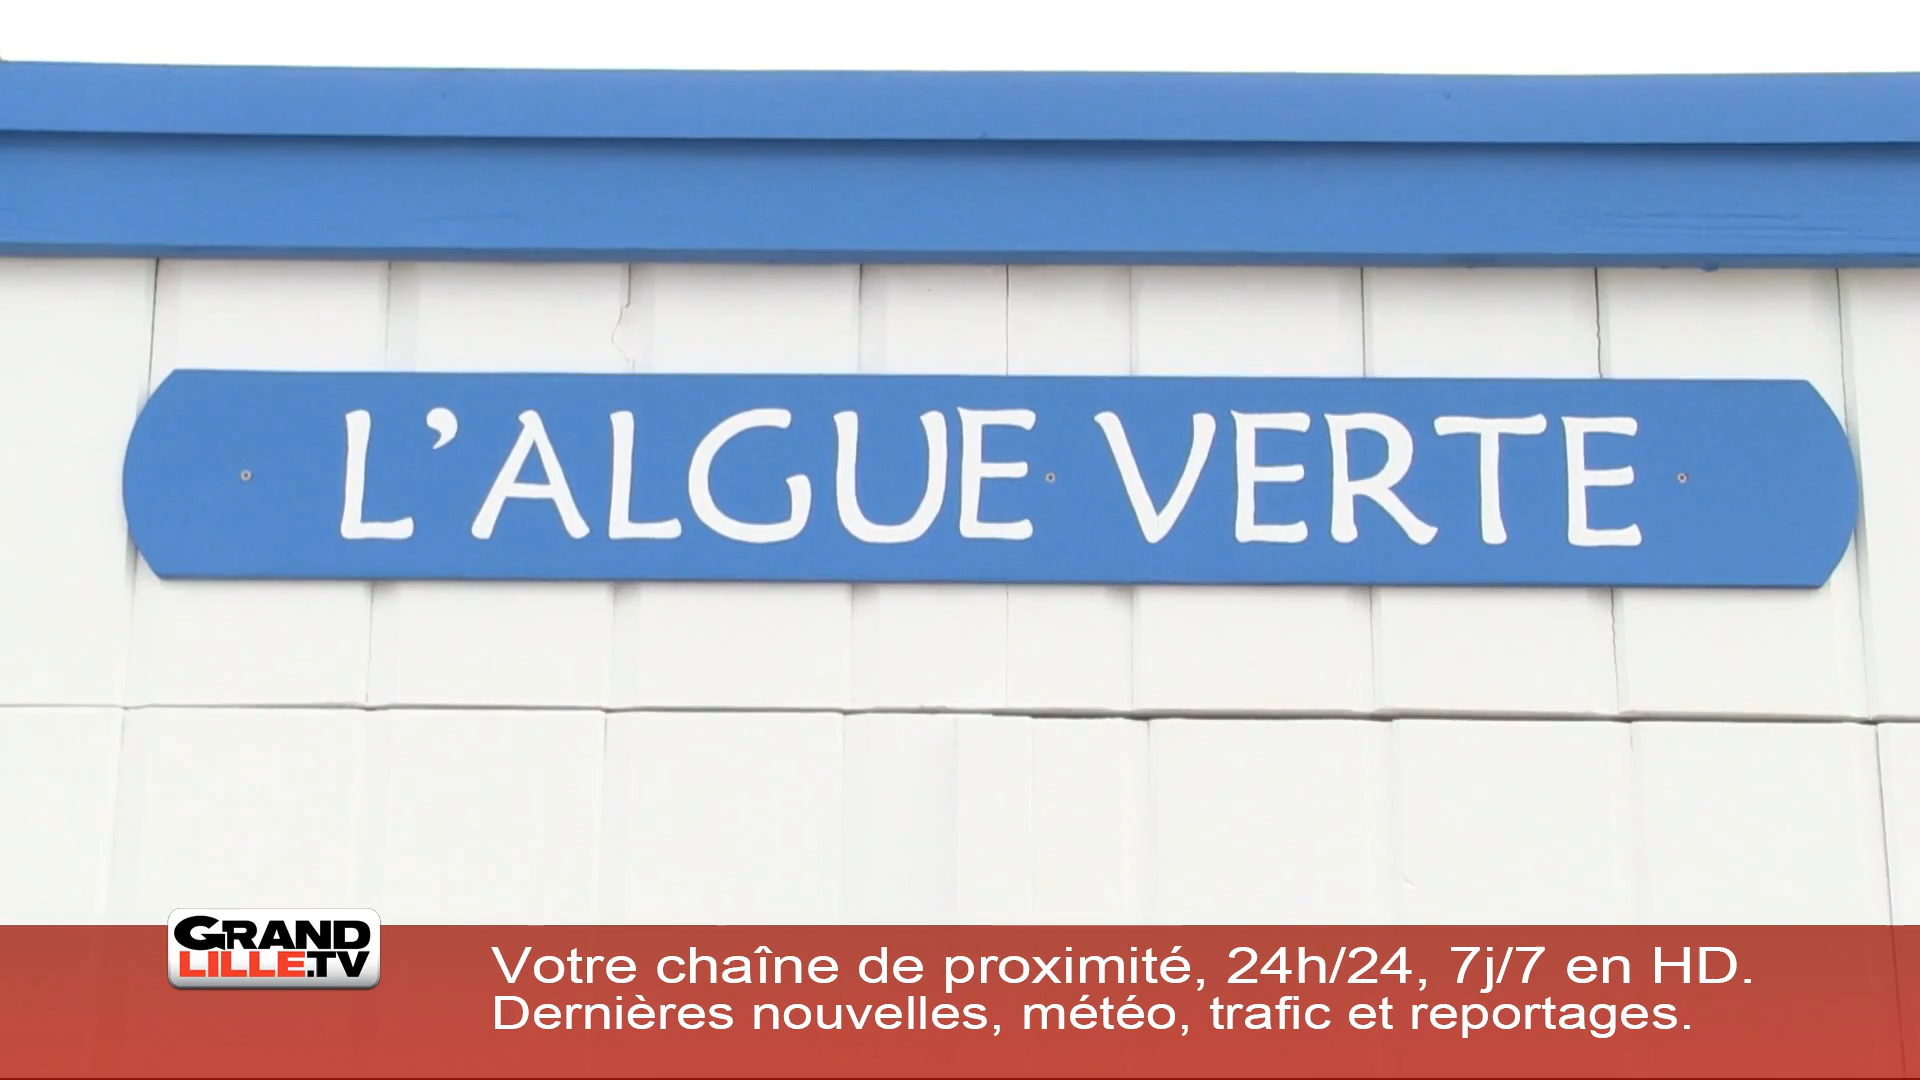 L'ALGUE VERTE
GRAND
LILLE.TV
Votre chaîne de proximité, 24h/24, 7j/7 en HD.
Dernières nouvelles, météo, trafic et reportages.